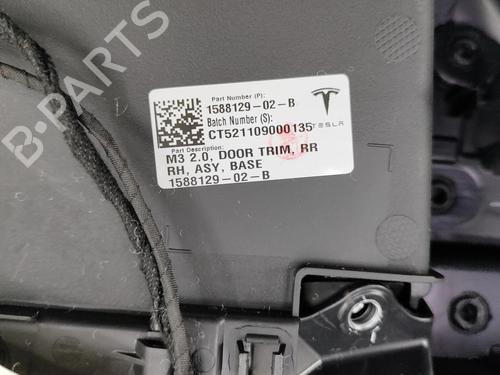 Part Number (P):
1588129-02-B
Batch Number (S):
CT521109000135
TESLA
Part Description:
M3 2.0, DOOR TRIM, RR
RH, ASY, BASE
1588129-02-B
B-PARTS